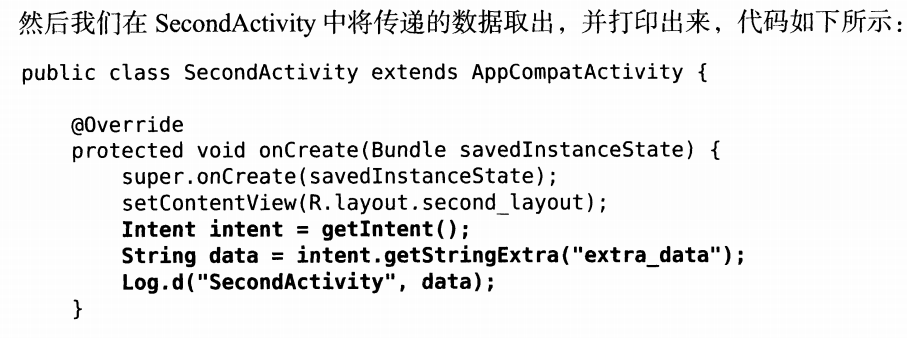 然后我们在 SecondActivity 中将传递的数据取出，并打印出来，代码如下所示：
public class SecondActivity extends AppCompatActivity {
@Override
protected void onCreate(Bundle savedInstanceState) {
super.onCreate(savedInstanceState);
setContentView(R.layout.second_layout);
Intent intent = getIntent();
String data = intent.getStringExtra("extra_data");
Log.d("SecondActivity", data);
}